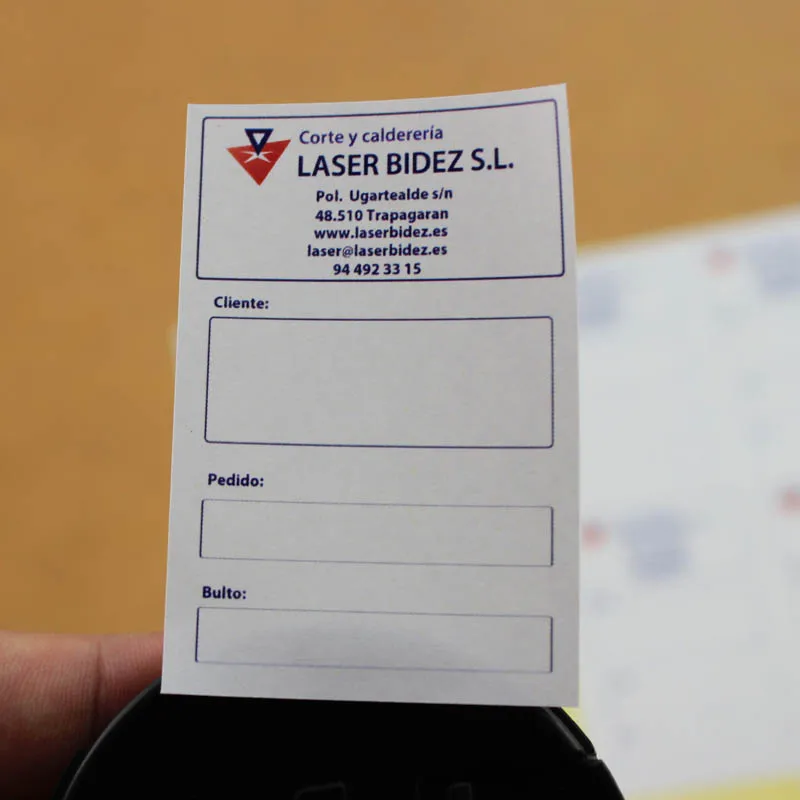 Corte y calderería
LASER BIDEZ S.L.
Pol. Ugartealde s/n
48.510 Trapagaran
www.laserbidez.es
laser@laserbidez.es
94 492 33 15
Cliente:
Pedido:
Bulto: